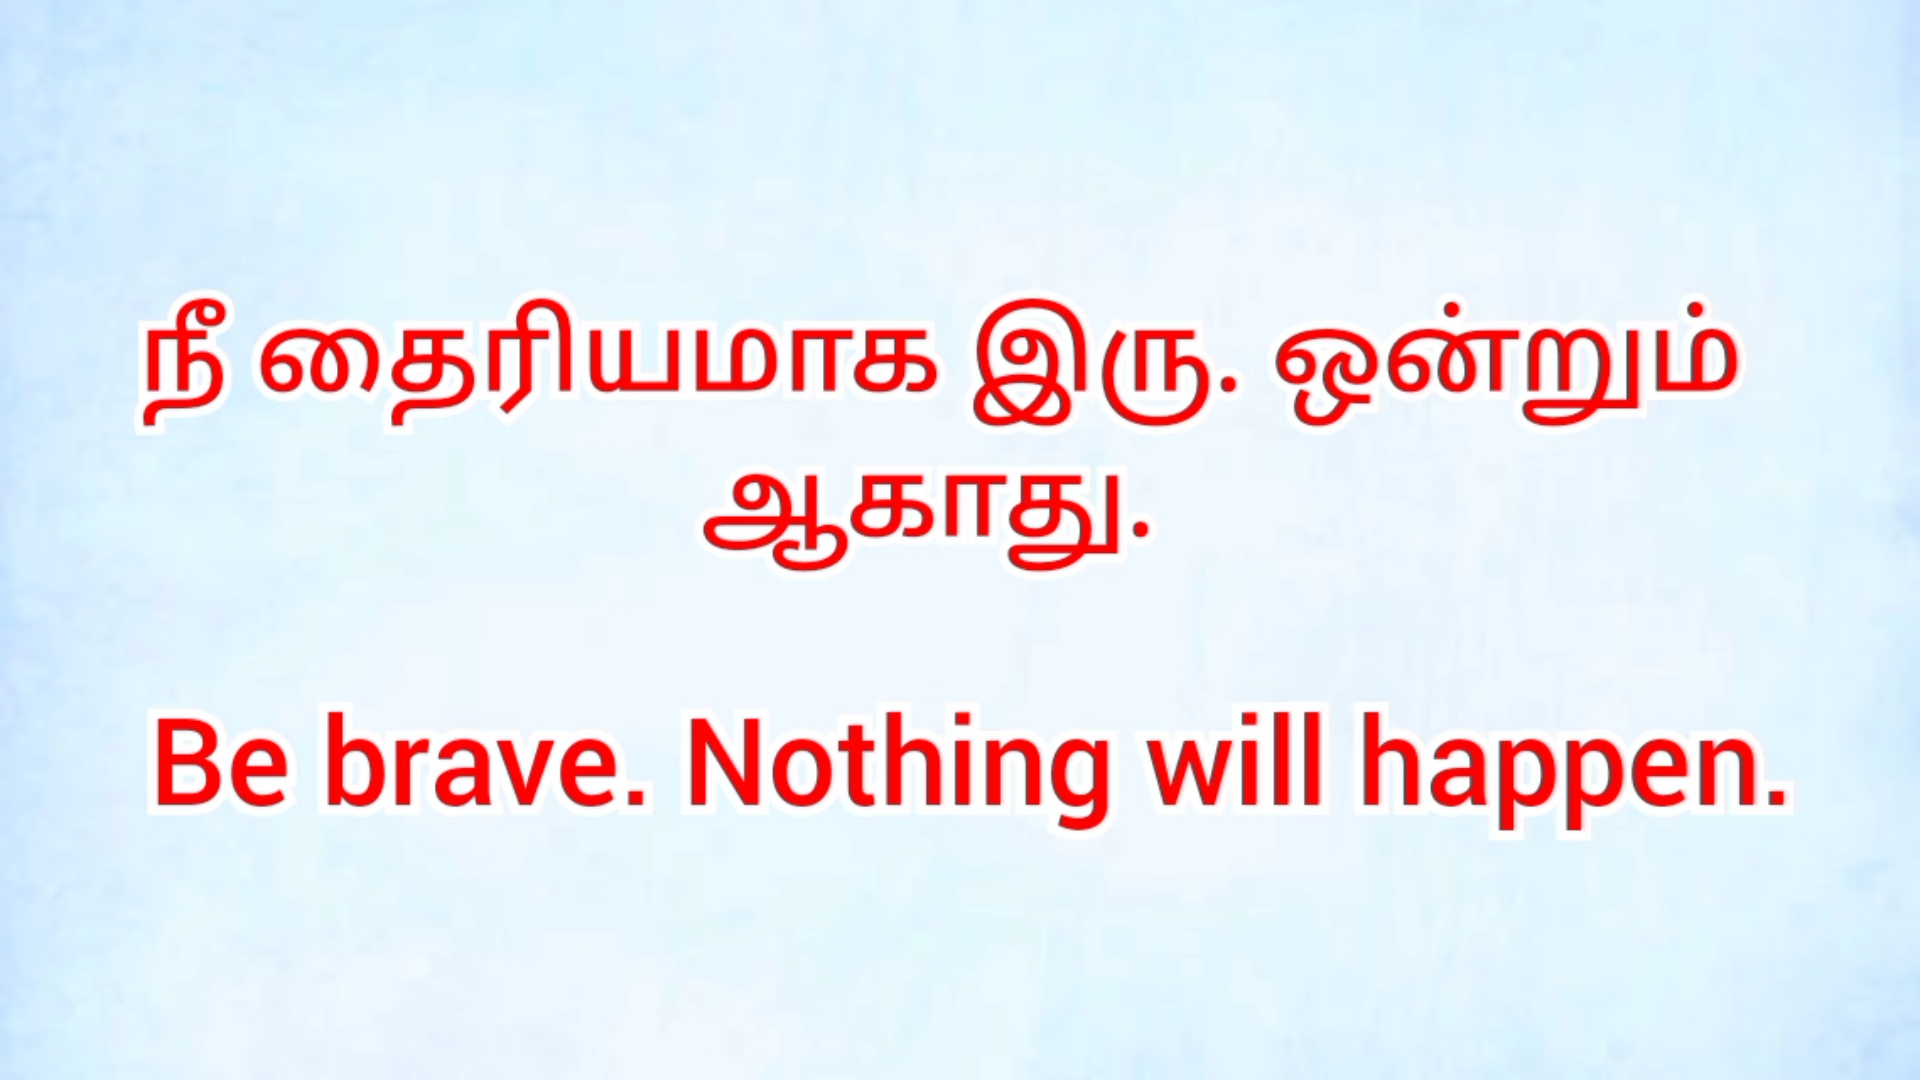 நீ தைரியமாக இரு. ஒன்றும்
ஆகாது.
Be brave. Nothing will happen.